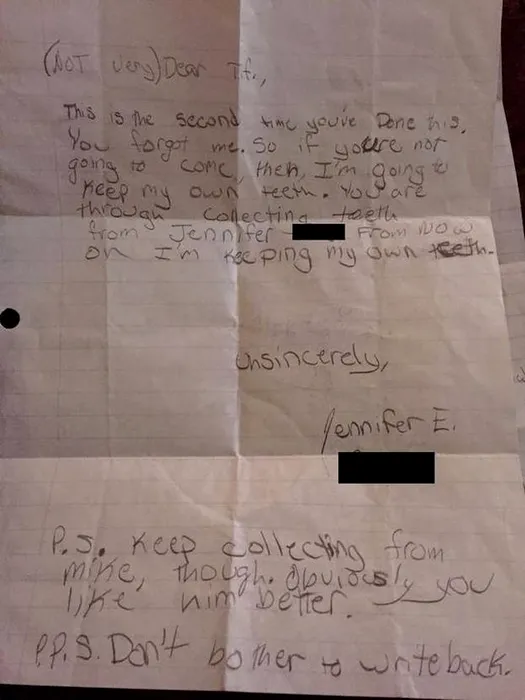 (NOT very) Dear T.f.,
This is the second time you've Done this.
You forgot me. So if you're not
going to come, then, I'm going to
Keep my own teeth. You are
through collecting teeth
from Jennifer From Now
on I'm keeping my own teeth.
Unsincerely,
Jennifer E.
P.S. Keep collecting from
mike, though. Obviously you
like him better.
P.P.S. Don't bother to write back.